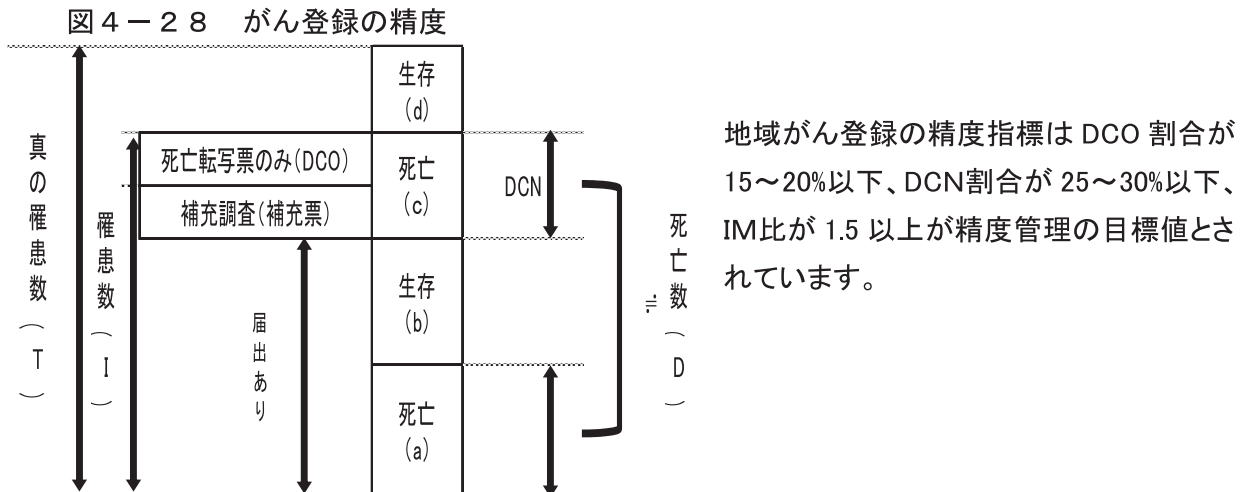 図４－２８　がん登録の精度
真の罹患数（Ｔ）
罹患数（Ｉ）
死亡転写票のみ(DCO)
補充調査(補充票)
届出あり
生存
(d)
死亡
(c)
生存
(b)
死亡
(a)
DCN
≒
死亡数（Ｄ）
地域がん登録の精度指標は DCO 割合が
15～20%以下、DCN割合が 25～30%以下、
IM比が 1.5 以上が精度管理の目標値とさ
れています。